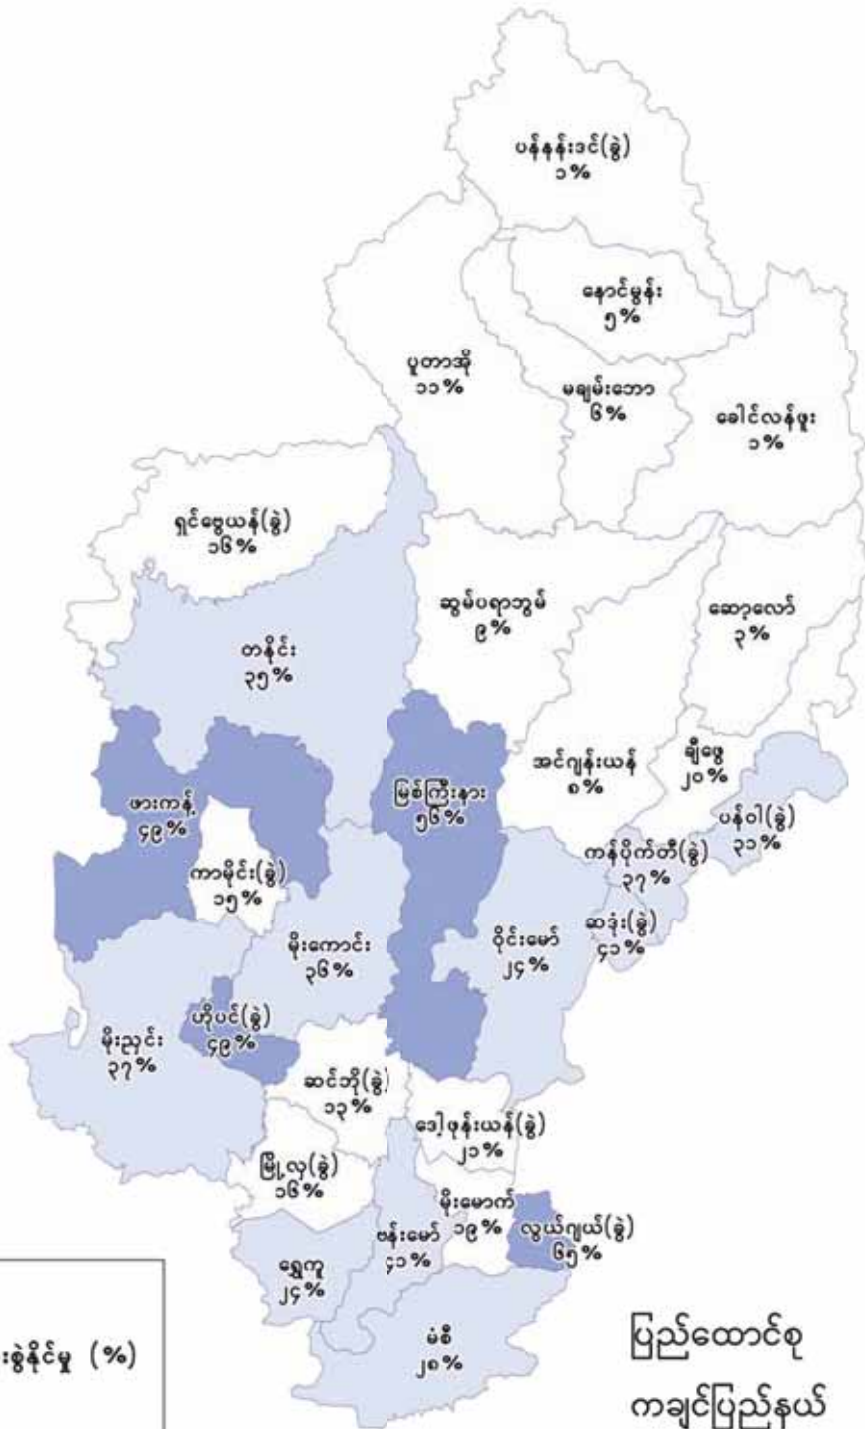 ပန်နန်းဒင်(ခွဲ)
၁%
နောင်မွန်း
၅%
ပူတာအို
၁၁%
မချမ်းဘော
၆%
ခေါင်လန်ဖူး
၁%
ရှင်ဗွေယန်(ခွဲ)
၁၆%
ဆွမ်ပရာဘွမ်
၉%
ဆော့လော်
၃%
တနိုင်း
၃၅%
အင်ဂျန်းယန်
၈%
ချီဖွေ
၂၀%
ဖားကန့်
၄၉%
မြစ်ကြီးနား
၅၆%
ပန်ဝါ(ခွဲ)
၃၁%
ကန်ပိုက်တီ(ခွဲ)
၃၇%
ကာမိုင်း(ခွဲ)
၁၅%
ဆဒုံး(ခွဲ)
၄၁%
မိုးကောင်း
၃၆%
ဝိုင်းမော်
၂၄%
ဟိုပင်(ခွဲ)
၄၉%
မိုးညှင်း
၃၇%
ဆင်ဘို(ခွဲ)
၁၃%
ဒေါ့ဖုန်းယန်(ခွဲ)
၂၁%
မြို့လှ(ခွဲ)
၁၆%
မိုးမောက်
၁၉%
လွယ်ဂျယ်(ခွဲ)
၆၅%
ဗန်းမော်
၄၁%
ရွှေကူ
၂၄%
မံစီ
၂၈%
းစွဲနိုင်မှု (%)
ပြည်ထောင်စု
ကချင်ပြည်နယ်